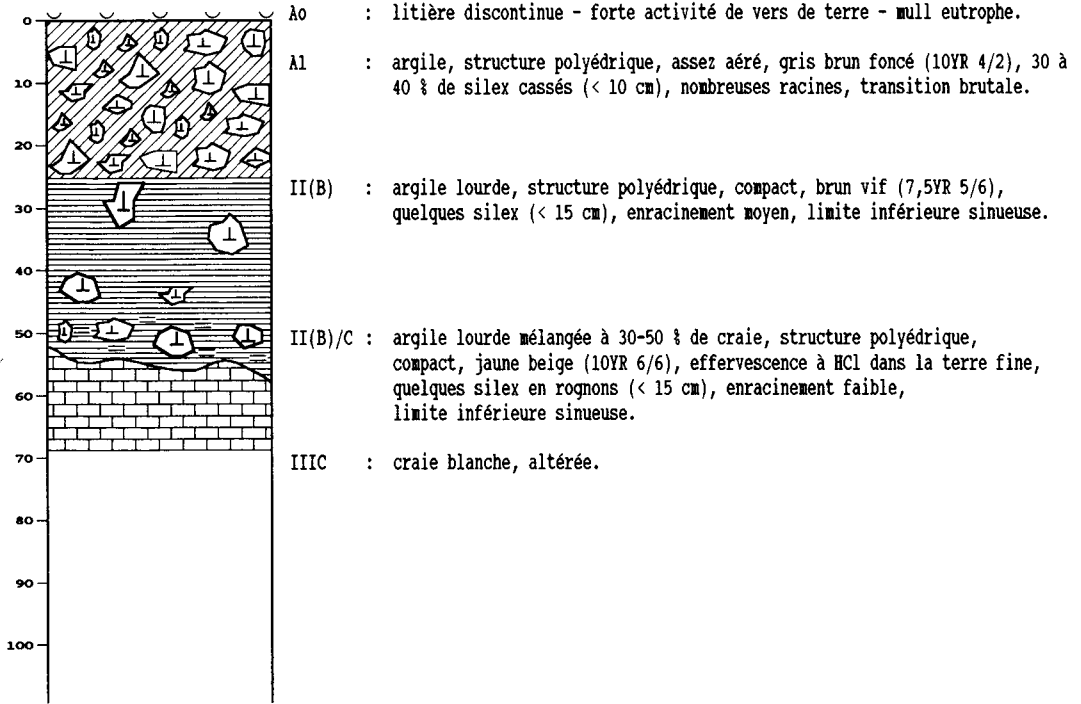 Ao : litière discontinue - forte activité de vers de terre - mull eutrophe.
A1 : argile, structure polyédrique, assez aéré, gris brun foncé (10YR 4/2), 30 à
40 % de silex cassés (< 10 cm), nombreuses racines, transition brutale.
II(B) : argile lourde, structure polyédrique, compact, brun vif (7,5YR 5/6),
quelques silex (< 15 cm), enracinement moyen, limite inférieure sinueuse.
II(B)/C : argile lourde mélangée à 30-50 % de craie, structure polyédrique,
compact, jaune beige (10YR 6/6), effervescence à HCl dans la terre fine,
quelques silex en rognons (< 15 cm), enracinement faible,
limite inférieure sinueuse.
IIIC : craie blanche, altérée.
0
10
20
30
40
50
60
70
80
90
100